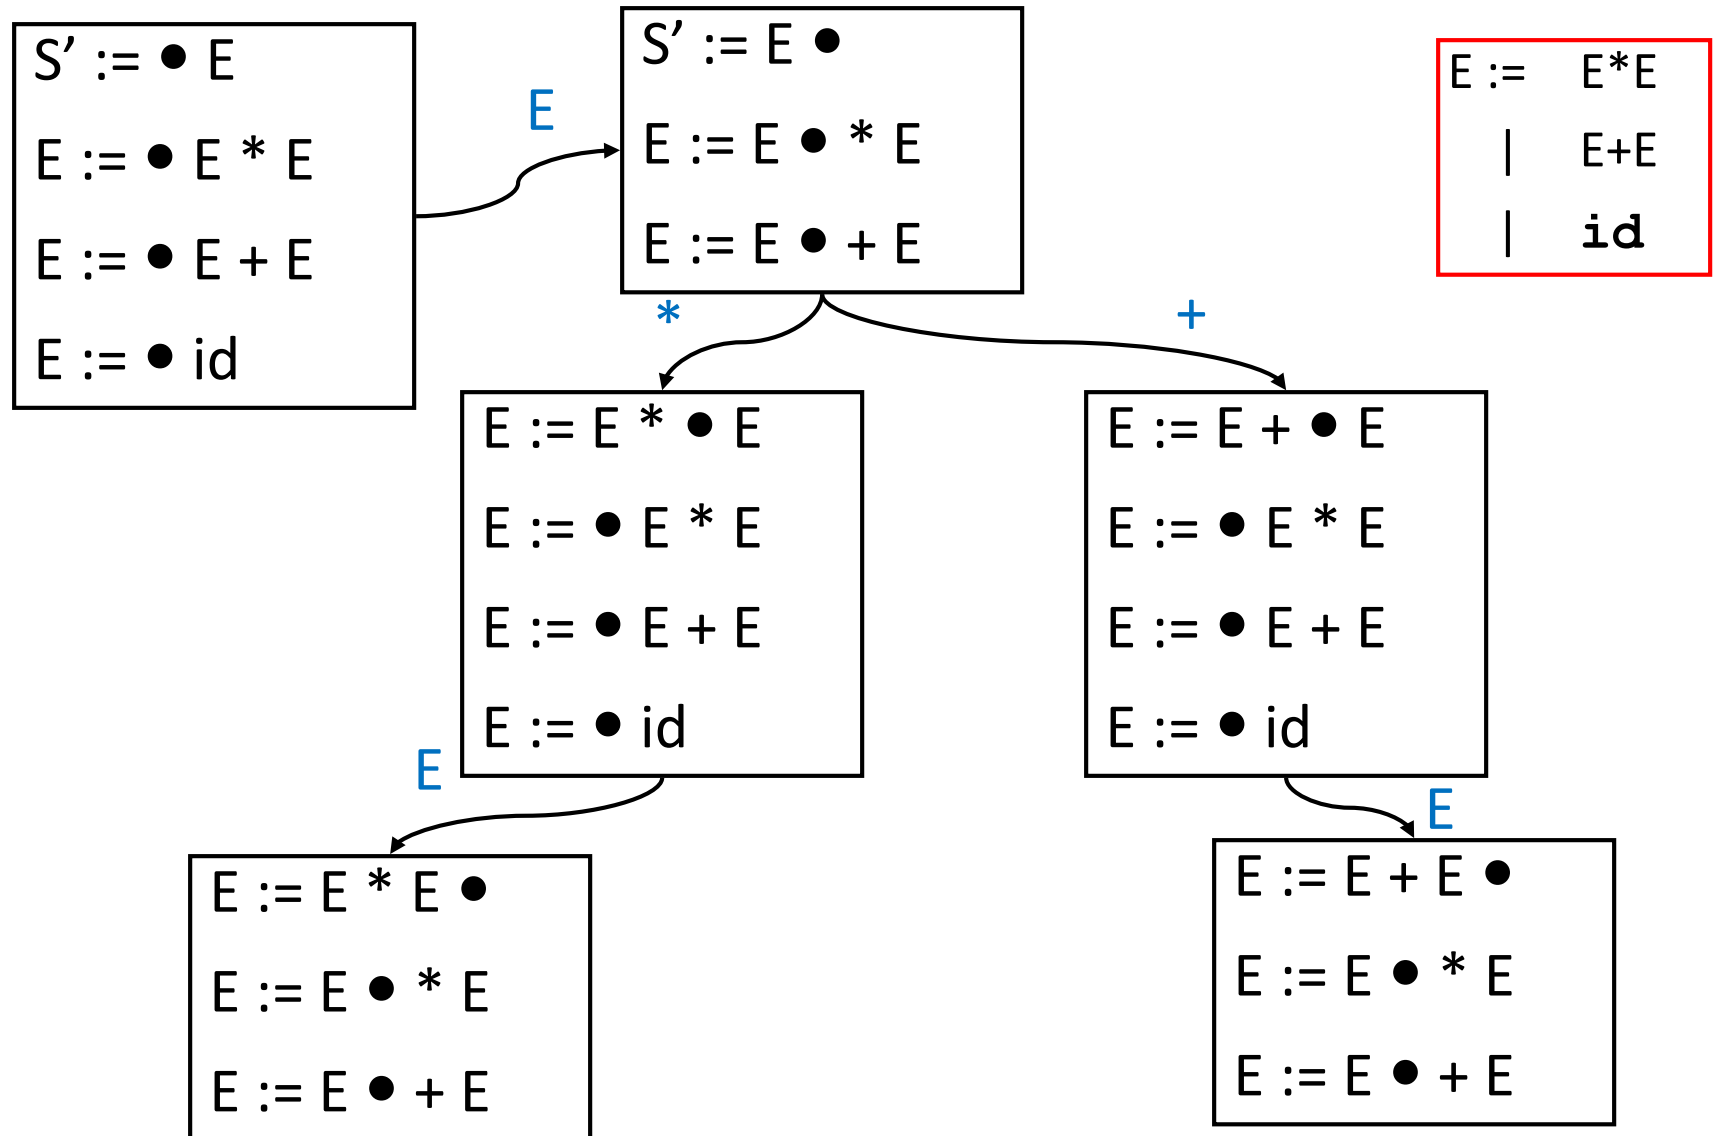 S’ := ● E
E := ● E * E
E := ● E + E
E := ● id
E
S’ := E ●
E := E ● * E
E := E ● + E
E := E*E
| E+E
| id
*
+
E := E * ● E
E := ● E * E
E := ● E + E
E := ● id
E := E + ● E
E := ● E * E
E := ● E + E
E := ● id
E
E
E := E * E ●
E := E ● * E
E := E ● + E
E := E + E ●
E := E ● * E
E := E ● + E